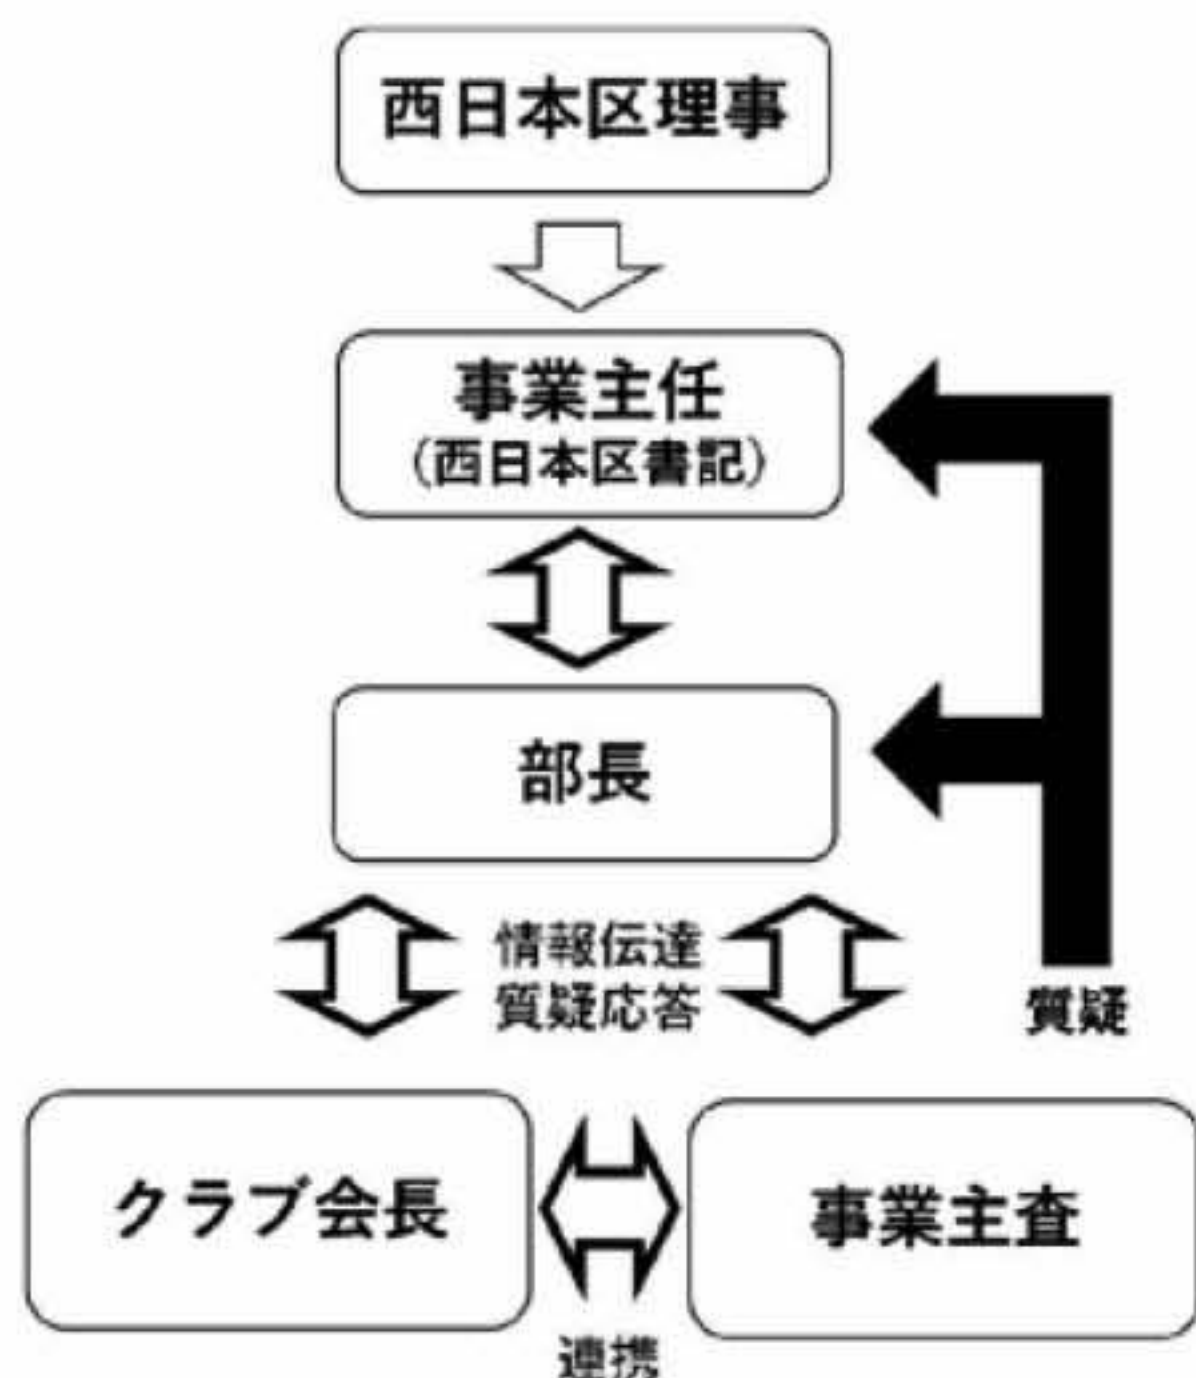 西日本区理事
事業主任
（西日本区書記）
部長
情報伝達
質疑応答
質疑
クラブ会長
事業主査
連携